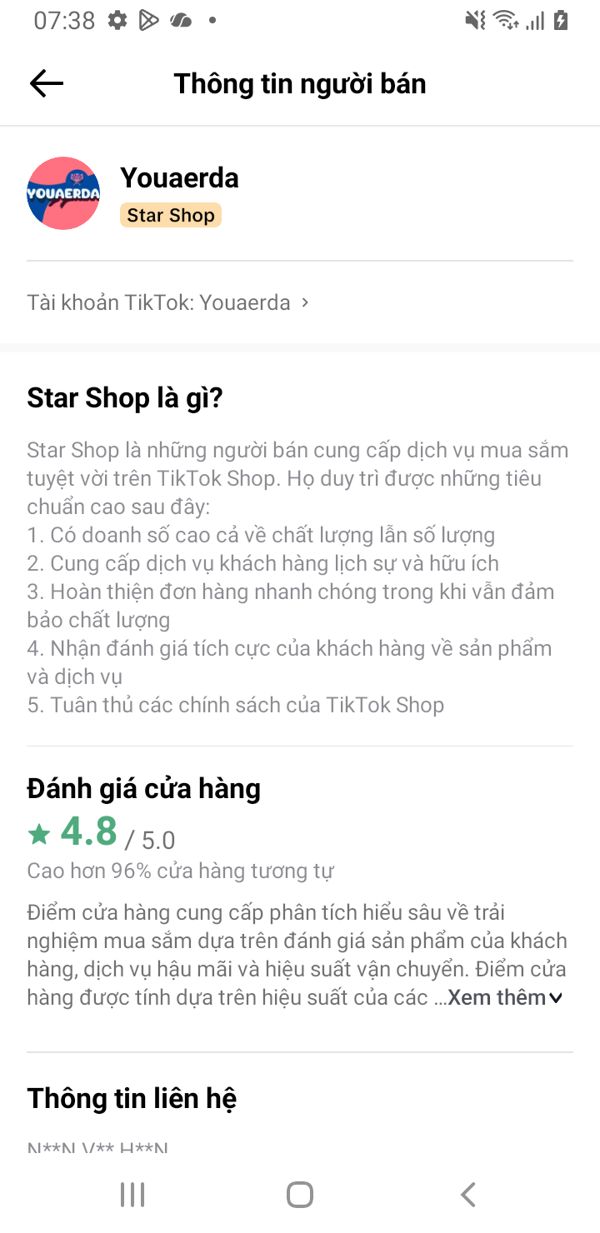 07:38
Thông tin người bán
YOUAERDA
Youaerda
Star Shop
Tài khoản TikTok: Youaerda
Star Shop là gì?
Star Shop là những người bán cung cấp dịch vụ mua sắm
tuyệt vời trên TikTok Shop. Họ duy trì được những tiêu
chuẩn cao sau đây:
1. Có doanh số cao cả về chất lượng lẫn số lượng
2. Cung cấp dịch vụ khách hàng lịch sự và hữu ích
3. Hoàn thiện đơn hàng nhanh chóng trong khi vẫn đảm
bảo chất lượng
4. Nhận đánh giá tích cực của khách hàng về sản phẩm
và dịch vụ
5. Tuân thủ các chính sách của TikTok Shop
Đánh giá cửa hàng
4.8 / 5.0
Cao hơn 96% cửa hàng tương tự
Điểm cửa hàng cung cấp phân tích hiểu sâu về trải
nghiệm mua sắm dựa trên đánh giá sản phẩm của khách
hàng, dịch vụ hậu mãi và hiệu suất vận chuyển. Điểm cửa
hàng được tính dựa trên hiệu suất của các ...Xem thêm
Thông tin liên hệ
N**N V** H**N